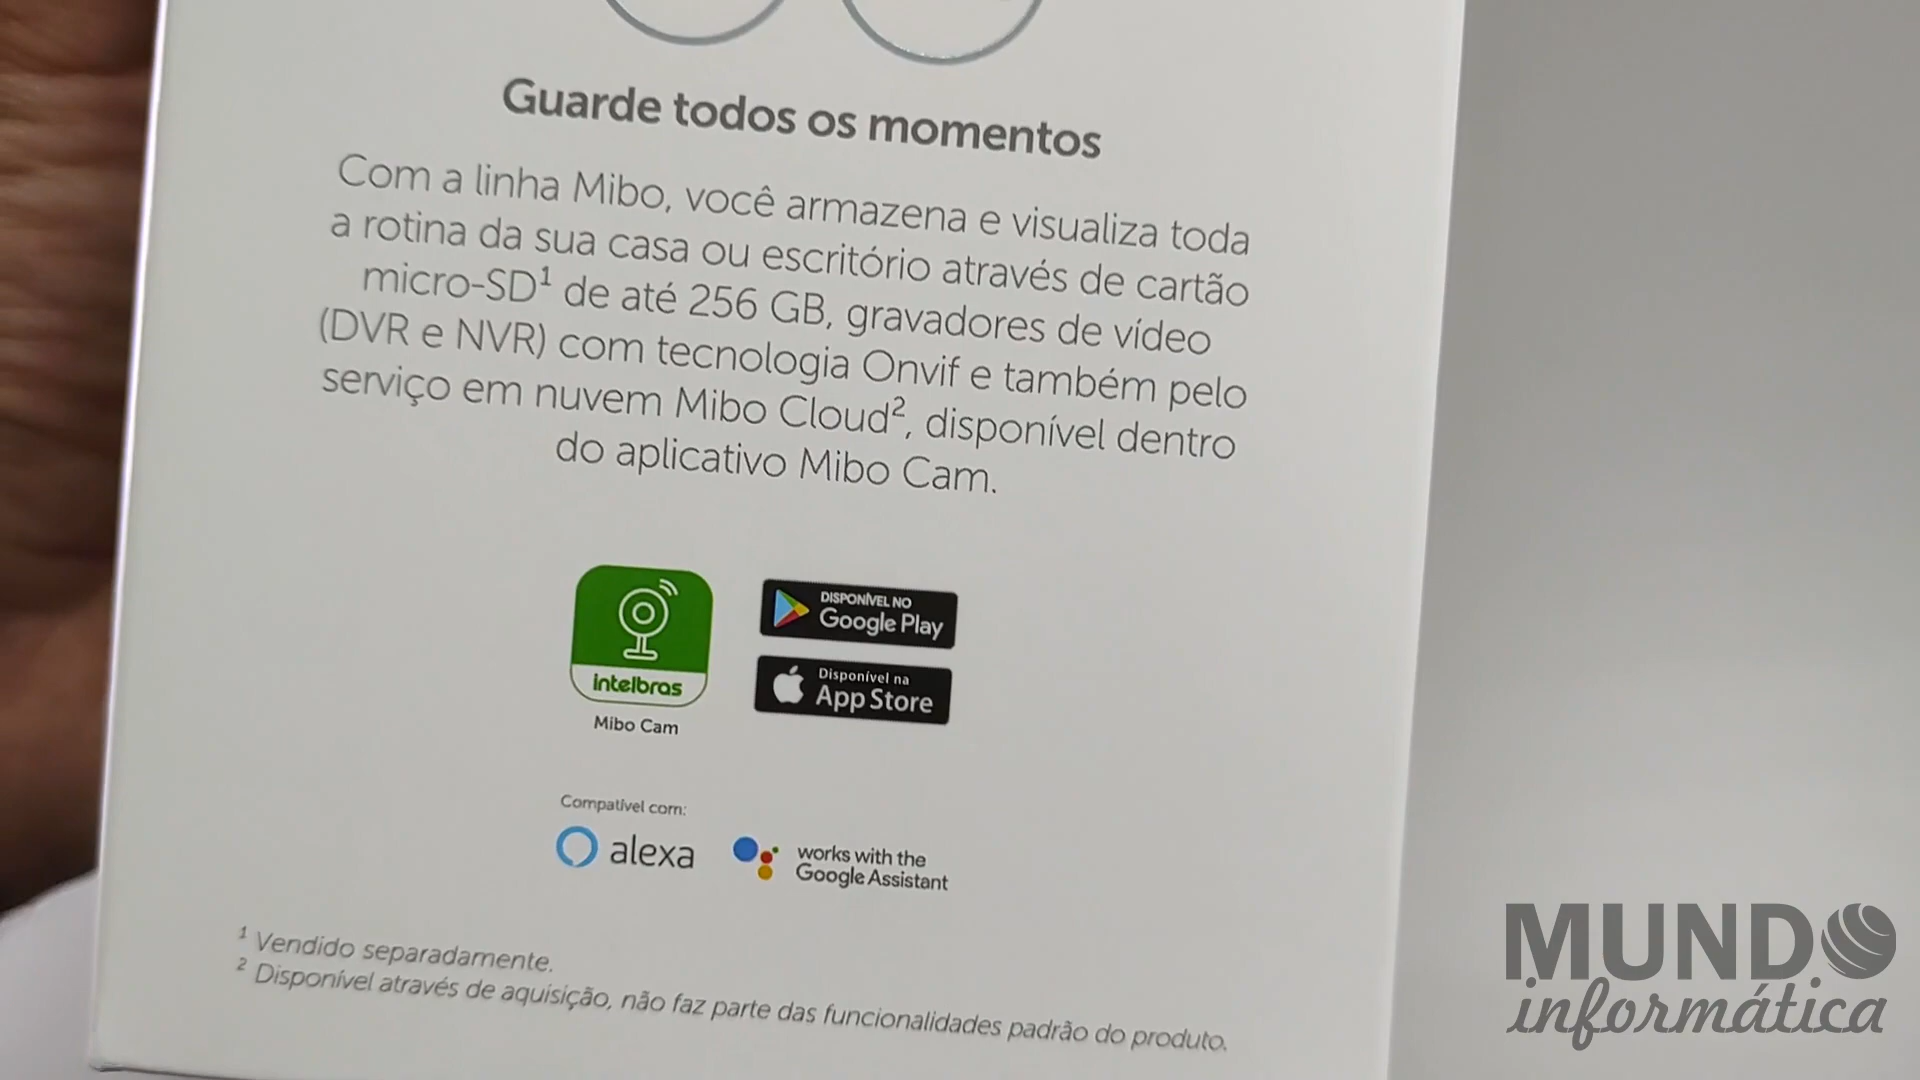 Guarde todos os momentos
Com a linha Mibo, você armazena e visualiza toda
a rotina da sua casa ou escritório através de cartão
micro-SD¹ de até 256 GB, gravadores de vídeo
(DVR e NVR) com tecnologia Onvif e também pelo
serviço em nuvem Mibo Cloud², disponível dentro
do aplicativo Mibo Cam.
intelbras
Mibo Cam
DISPONÍVEL NO
Google Play
Disponível na
App Store
Compatível com:
alexa
works with the
Google Assistant
¹ Vendido separadamente.
² Disponível através de aquisição, não faz parte das funcionalidades padrão do produto.
MUNDO
informática